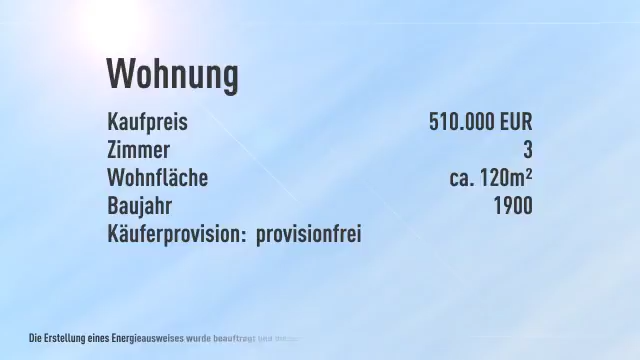 Wohnung
Kaufpreis 510.000 EUR
Zimmer 3
Wohnfläche ca. 120m²
Baujahr 1900
Käuferprovision: provisionfrei
Die Erstellung eines Energieausweises wurde beauftragt und